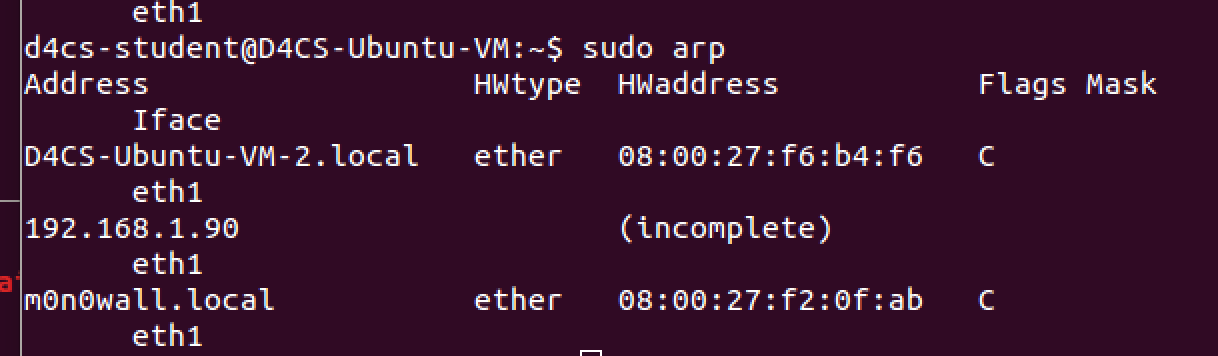 eth1
d4cs-student@D4CS-Ubuntu-VM:~$ sudo arp
Address HWtype HWaddress Flags Mask
Iface
D4CS-Ubuntu-VM-2.local ether 08:00:27:f6:b4:f6 C
eth1
192.168.1.90 (incomplete)
eth1
m0n0wall.local ether 08:00:27:f2:0f:ab C
eth1